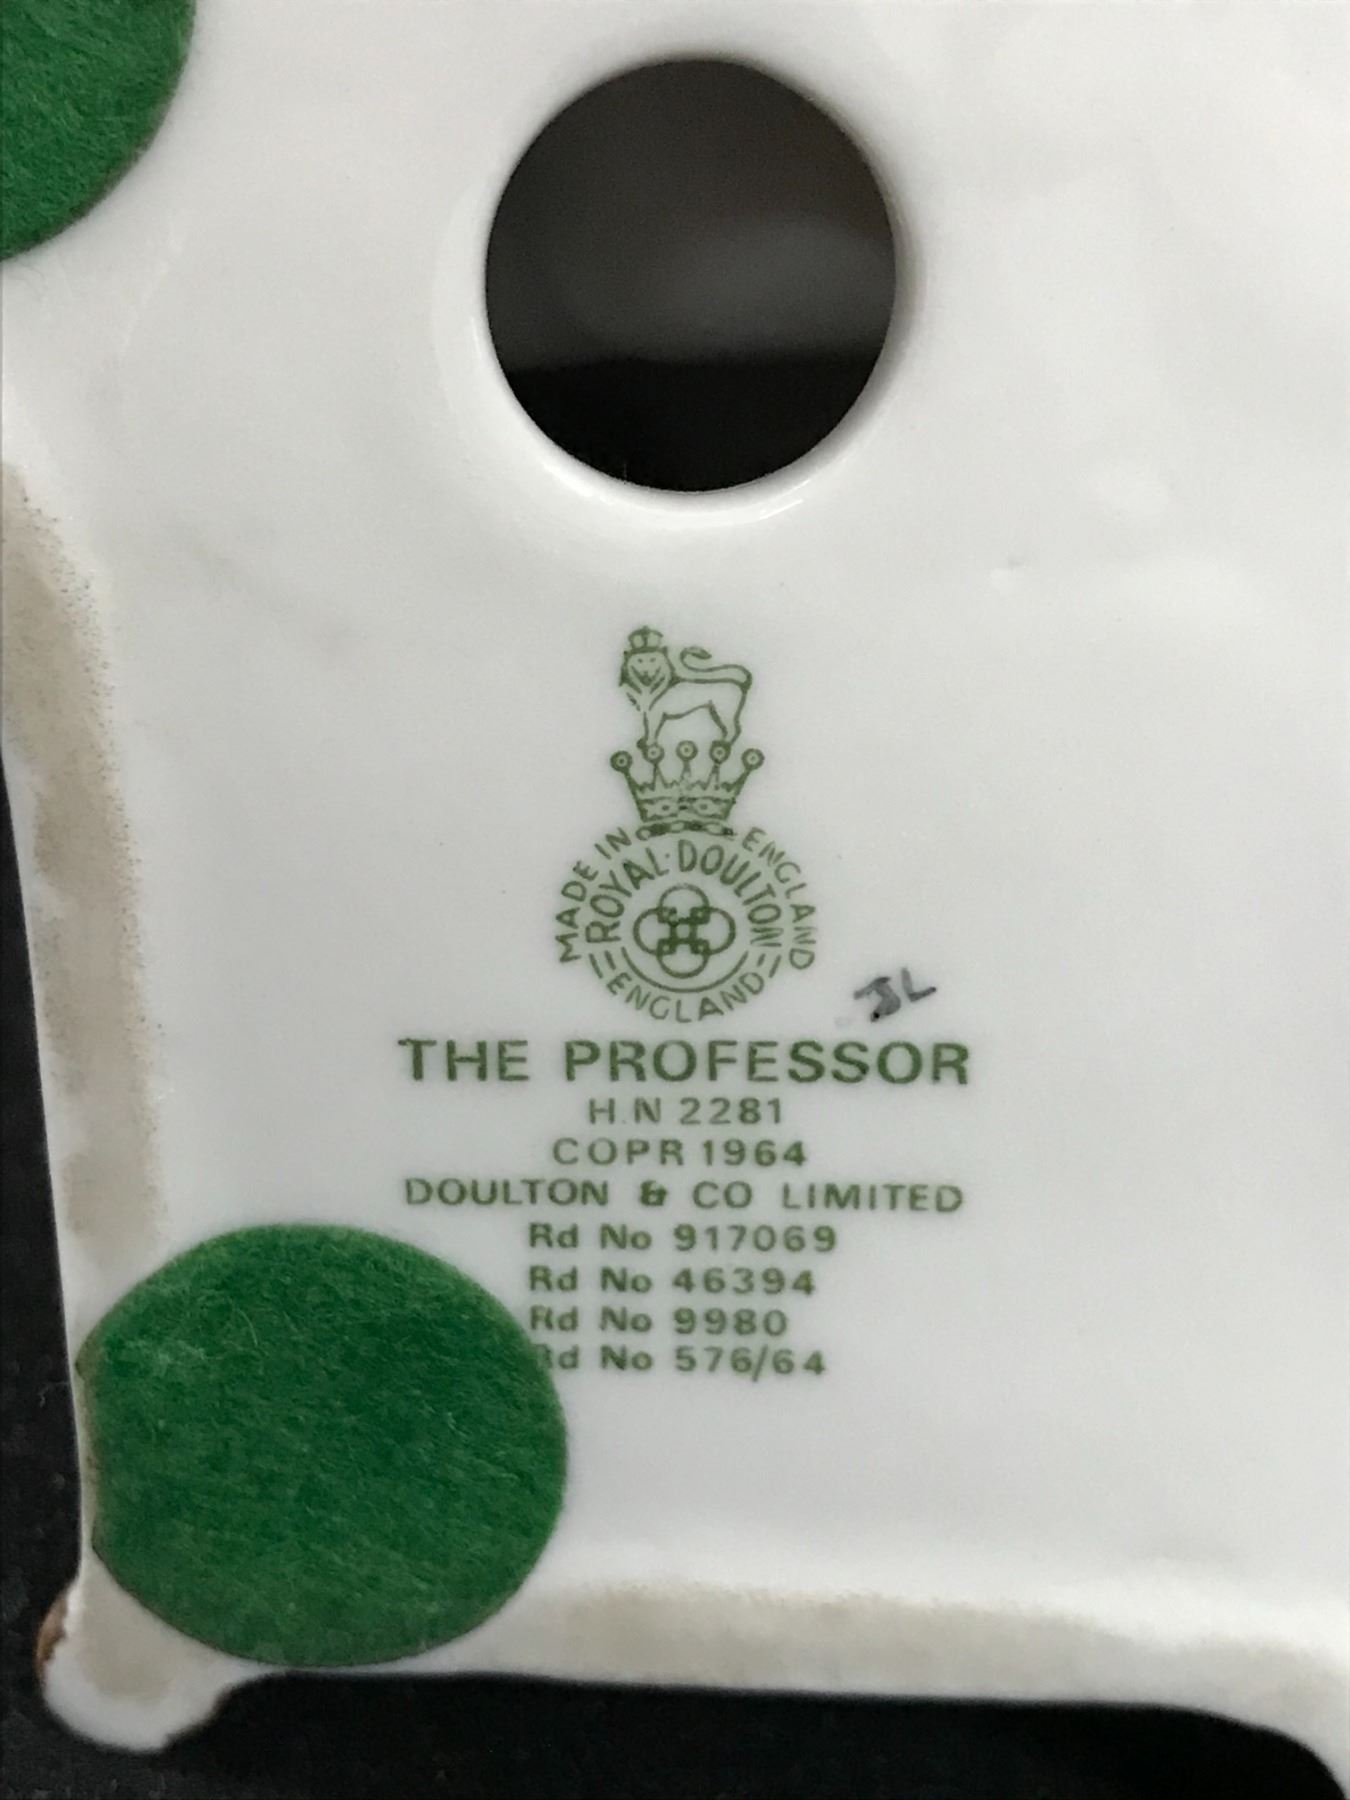 MADE IN ENGLAND
ROYAL·DOULTON
ENGLAND
JL
THE PROFESSOR
H.N 2281
COPR 1964
DOULTON & CO LIMITED
Rd No 917069
Rd No 46394
Rd No 9980
Rd No 576/64